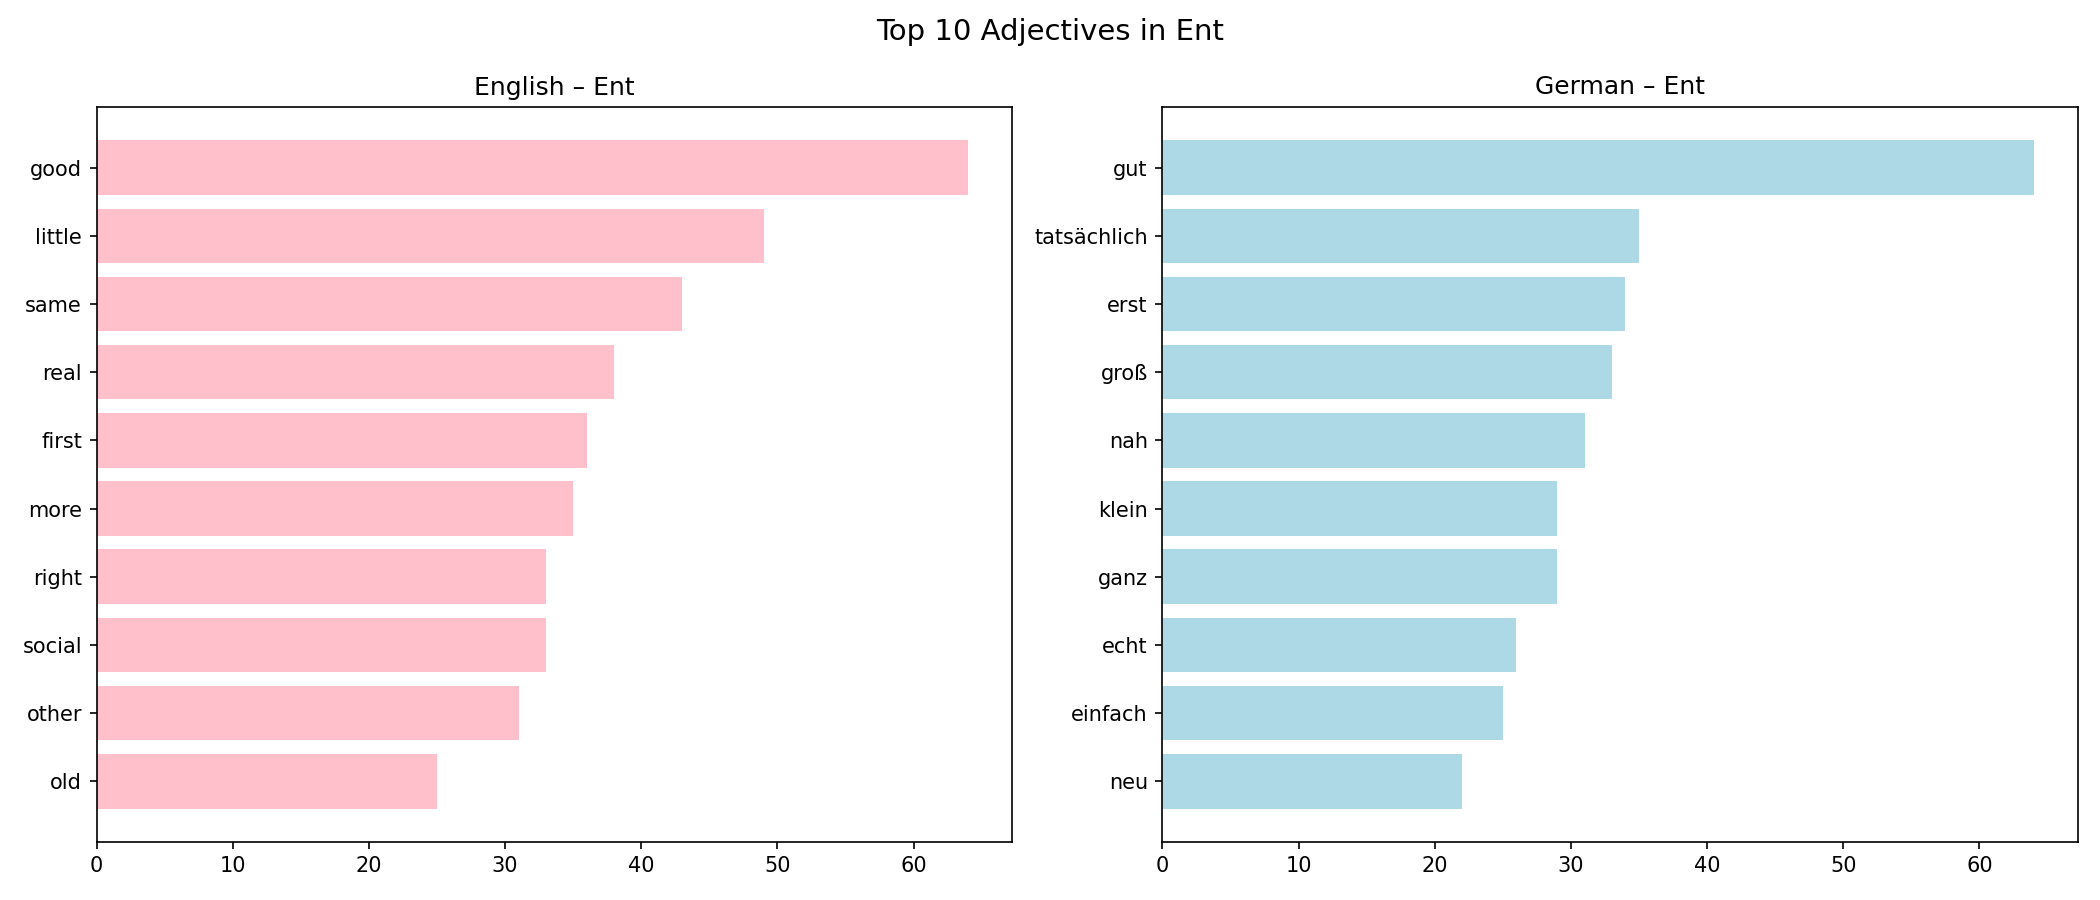 Top 10 Adjectives in Ent
English – Ent
good
little
same
real
first
more
right
social
other
old
0 10 20 30 40 50 60
German – Ent
gut
tatsächlich
erst
groß
nah
klein
ganz
echt
einfach
neu
0 10 20 30 40 50 60